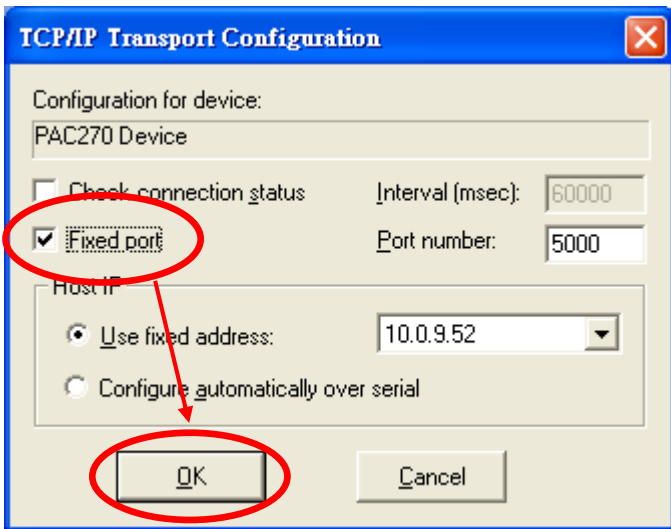 TCP/IP Transport Configuration
Configuration for device:
PAC270 Device
Check connection status Interval (msec): 60000
Fixed port Port number: 5000
Host IP
Use fixed address: 10.0.9.52
Configure automatically over serial
OK Cancel